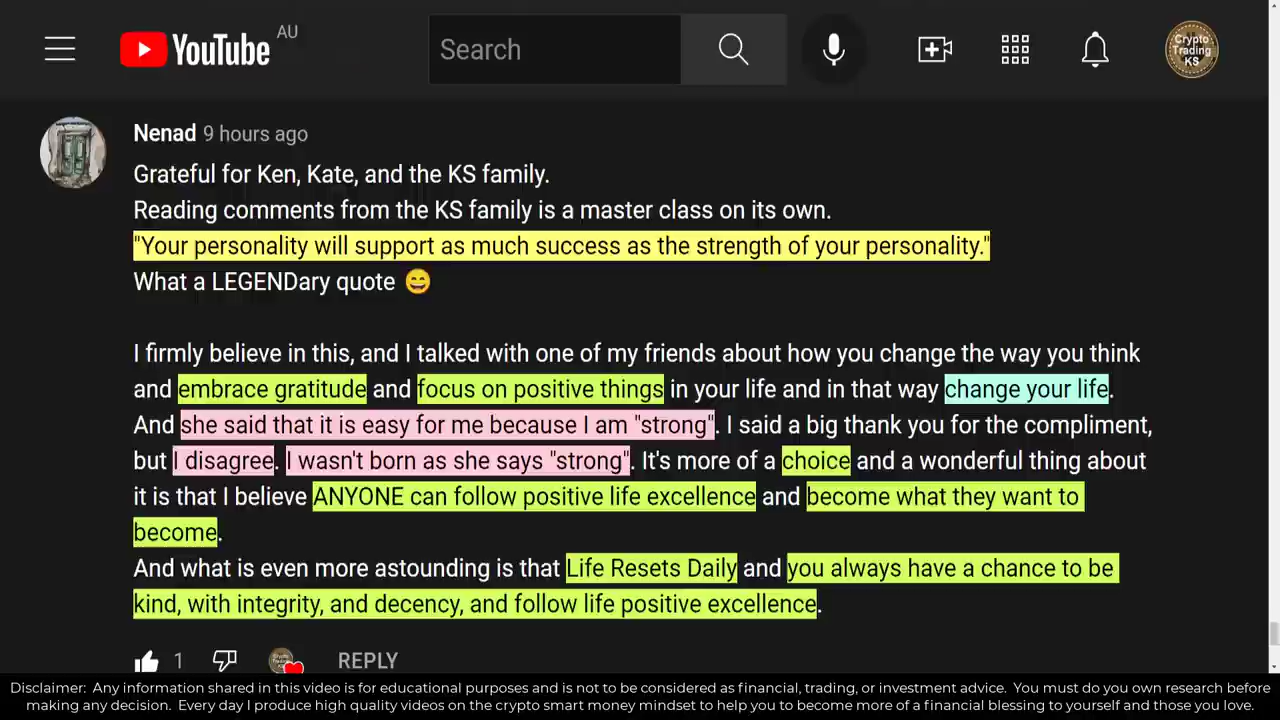 YouTube AU
Search
Crypto
Trading
KS
Nenad 9 hours ago
Grateful for Ken, Kate, and the KS family.
Reading comments from the KS family is a master class on its own.
"Your personality will support as much success as the strength of your personality."
What a LEGENDary quote 😄
I firmly believe in this, and I talked with one of my friends about how you change the way you think
and embrace gratitude and focus on positive things in your life and in that way change your life.
And she said that it is easy for me because I am "strong". I said a big thank you for the compliment,
but I disagree. I wasn't born as she says "strong". It's more of a choice and a wonderful thing about
it is that I believe ANYONE can follow positive life excellence and become what they want to
become.
And what is even more astounding is that Life Resets Daily and you always have a chance to be
kind, with integrity, and decency, and follow life positive excellence.
1 REPLY
Disclaimer: Any information shared in this video is for educational purposes and is not to be considered as financial, trading, or investment advice. You must do you own research before
making any decision. Every day I produce high quality videos on the crypto smart money mindset to help you to become more of a financial blessing to yourself and those you love.